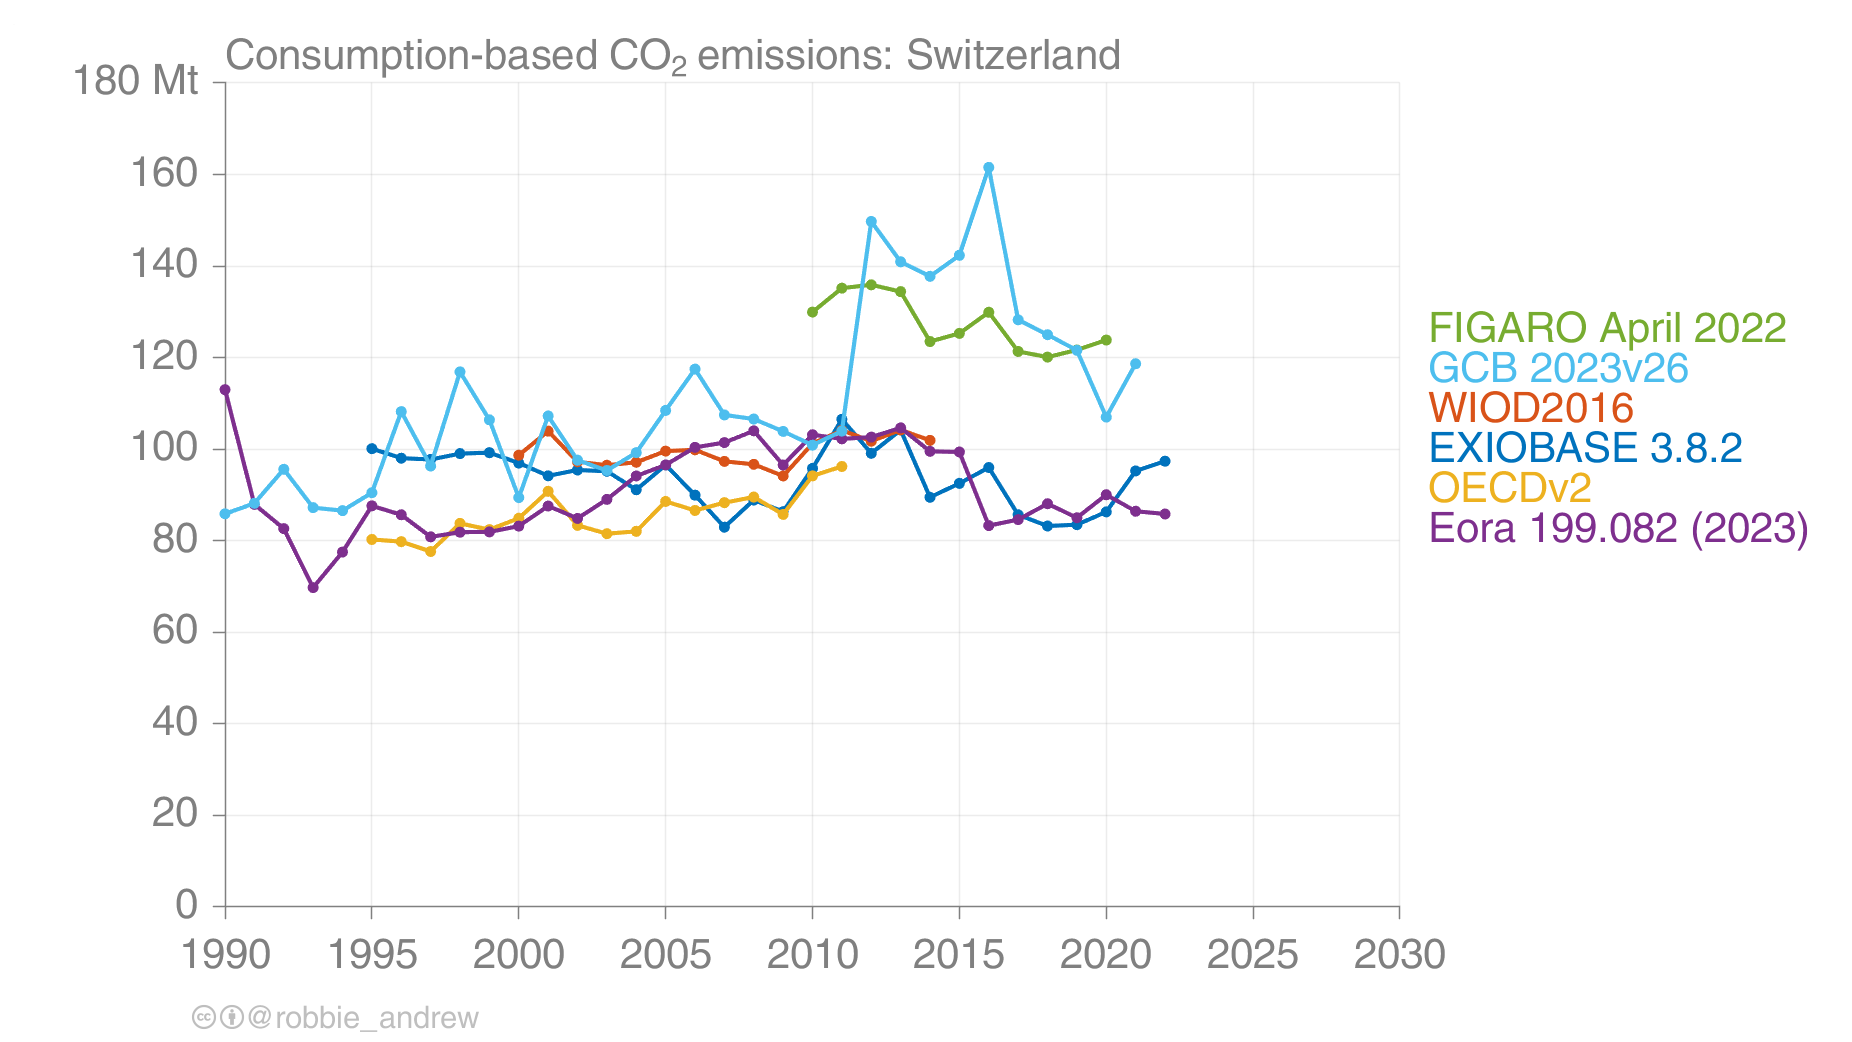 Consumption-based CO₂ emissions: Switzerland
180 Mt
160
140
120
100
80
60
40
20
0
1990 1995 2000 2005 2010 2015 2020 2025 2030
FIGARO April 2022
GCB 2023v26
WIOD2016
EXIOBASE 3.8.2
OECDv2
Eora 199.082 (2023)
cc @robbie_andrew